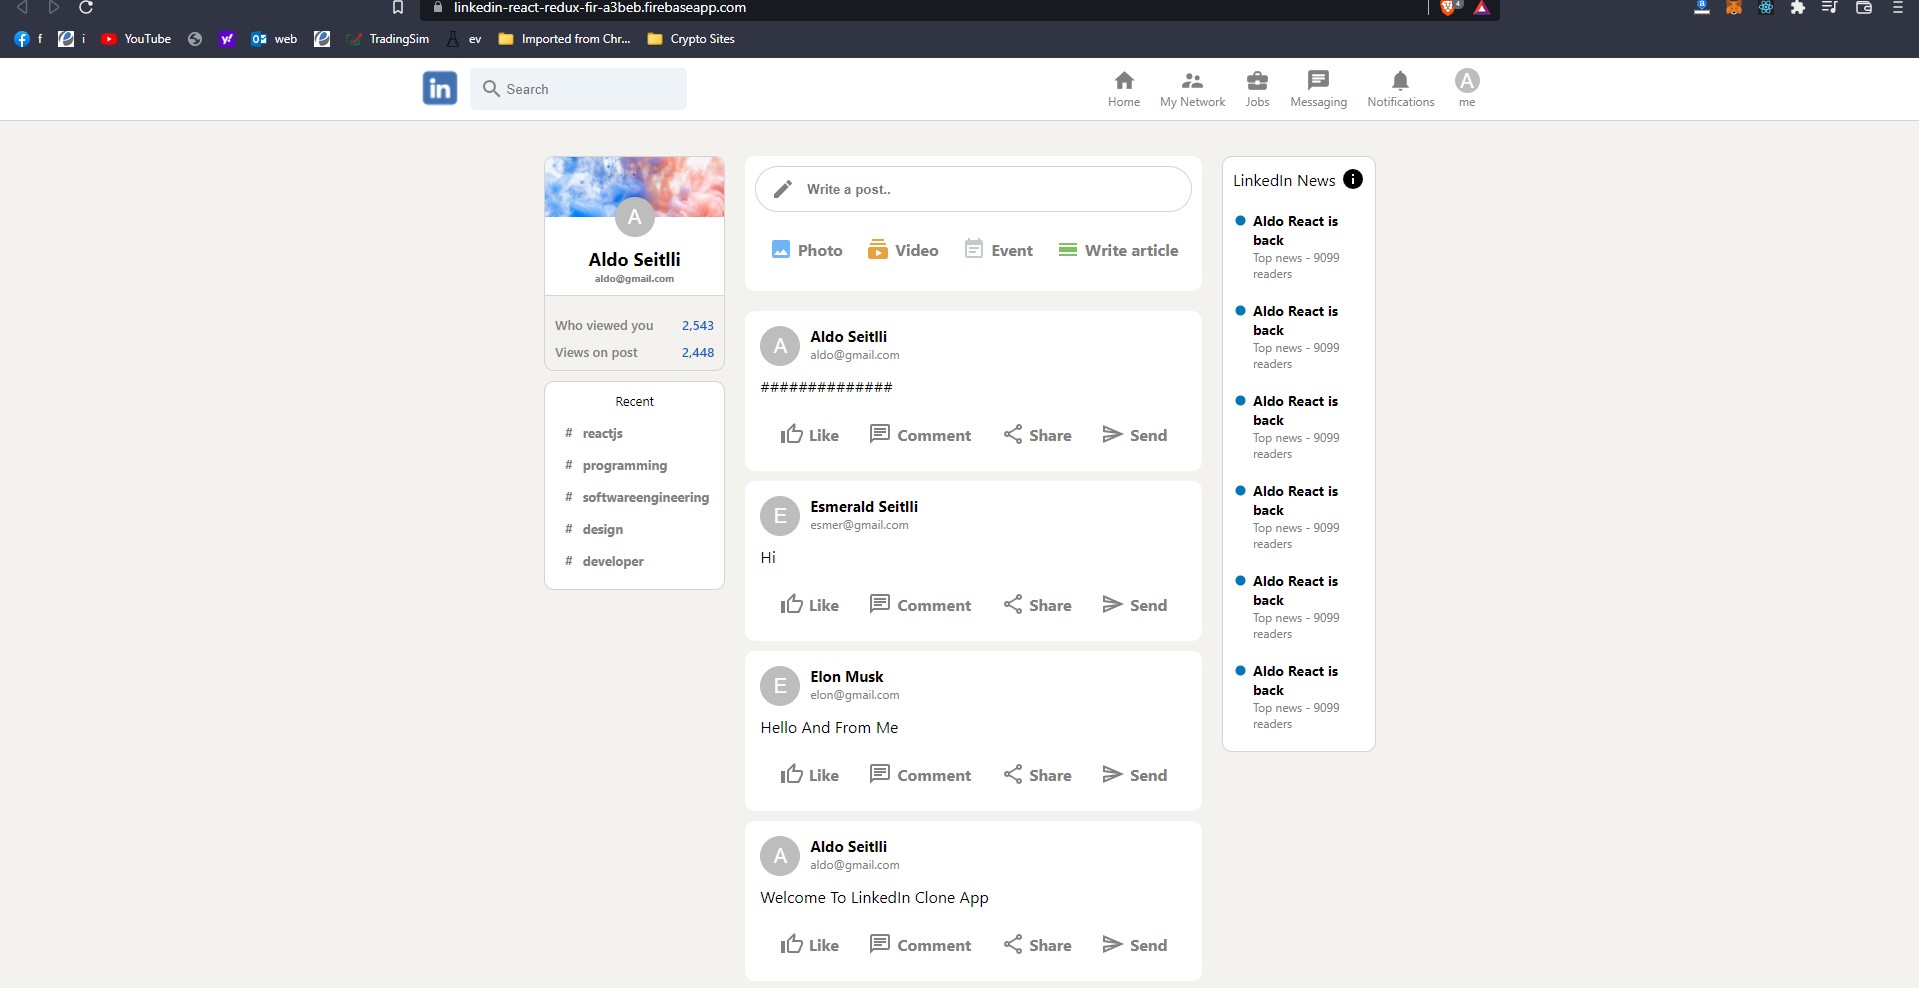 linkedin-react-redux-fir-a3beb.firebaseapp.com
4
f
i
YouTube
y!
web
TradingSim
ev
Imported from Chr...
Crypto Sites
in
Search
Home
My Network
Jobs
Messaging
Notifications
A
me
A
Aldo Seitlli
aldo@gmail.com
Who viewed you 2,543
Views on post 2,448
Recent
# reactjs
# programming
# softwareengineering
# design
# developer
Write a post..
Photo Video Event Write article
A
Aldo Seitlli
aldo@gmail.com
##############
Like Comment Share Send
E
Esmerald Seitlli
esmer@gmail.com
Hi
Like Comment Share Send
E
Elon Musk
elon@gmail.com
Hello And From Me
Like Comment Share Send
A
Aldo Seitlli
aldo@gmail.com
Welcome To LinkedIn Clone App
Like Comment Share Send
LinkedIn News
Aldo React is
back
Top news - 9099
readers
Aldo React is
back
Top news - 9099
readers
Aldo React is
back
Top news - 9099
readers
Aldo React is
back
Top news - 9099
readers
Aldo React is
back
Top news - 9099
readers
Aldo React is
back
Top news - 9099
readers